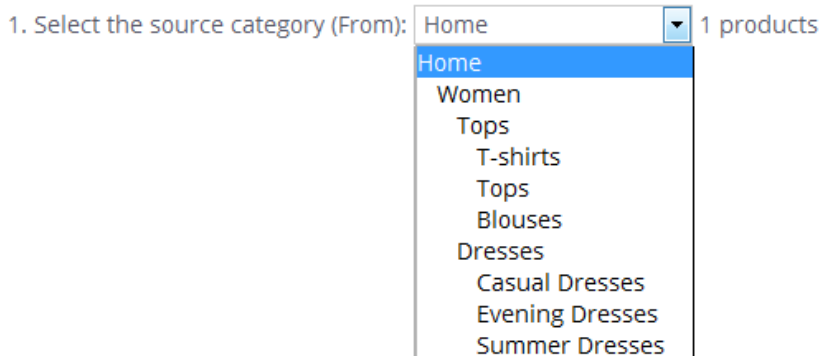 1. Select the source category (From): Home 1 products
Home
Women
Tops
T-shirts
Tops
Blouses
Dresses
Casual Dresses
Evening Dresses
Summer Dresses